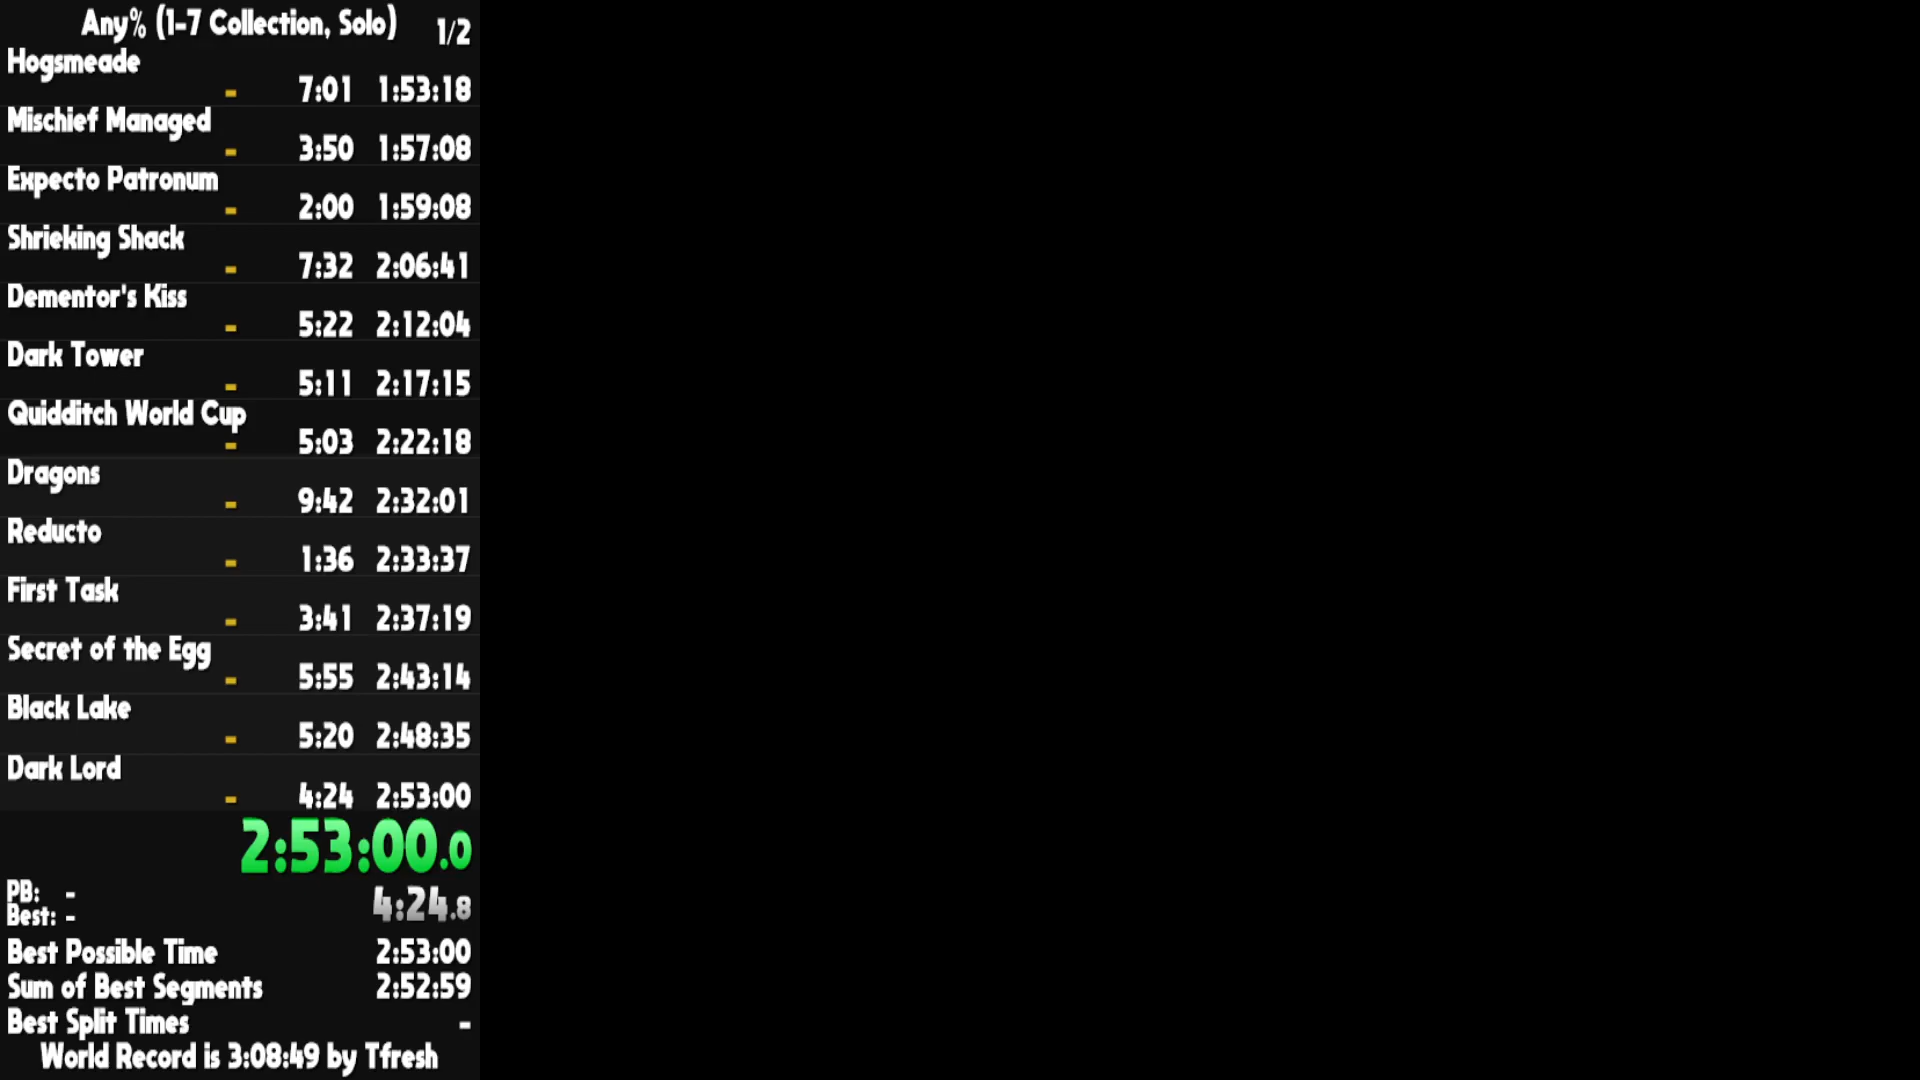 Any% (1-7 Collection, Solo) 1/2
Hogsmeade
- 7:01 1:53:18
Mischief Managed
- 3:50 1:57:08
Expecto Patronum
- 2:00 1:59:08
Shrieking Shack
- 7:32 2:06:41
Dementor's Kiss
- 5:22 2:12:04
Dark Tower
- 5:11 2:17:15
Quidditch World Cup
- 5:03 2:22:18
Dragons
- 9:42 2:32:01
Reducto
- 1:36 2:33:37
First Task
- 3:41 2:37:19
Secret of the Egg
- 5:55 2:43:14
Black Lake
- 5:20 2:48:35
Dark Lord
- 4:24 2:53:00
2:53:00.0
PB: -
Best: - 4:24.8
Best Possible Time 2:53:00
Sum of Best Segments 2:52:59
Best Split Times -
World Record is 3:08:49 by Tfresh